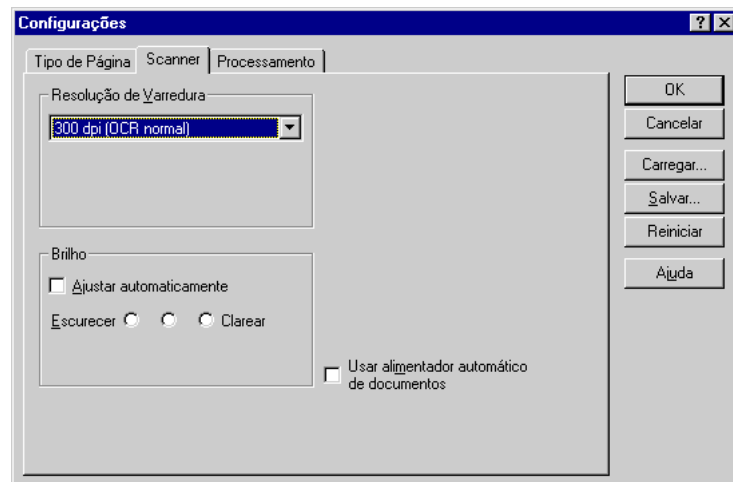 Configurações
Tipo de Página Scanner Processamento
Resolução de Varredura
300 dpi (OCR normal)
Brilho
Ajustar automaticamente
Escurecer Clarear
Usar alimentador automático
de documentos
OK
Cancelar
Carregar...
Salvar...
Reiniciar
Ajuda